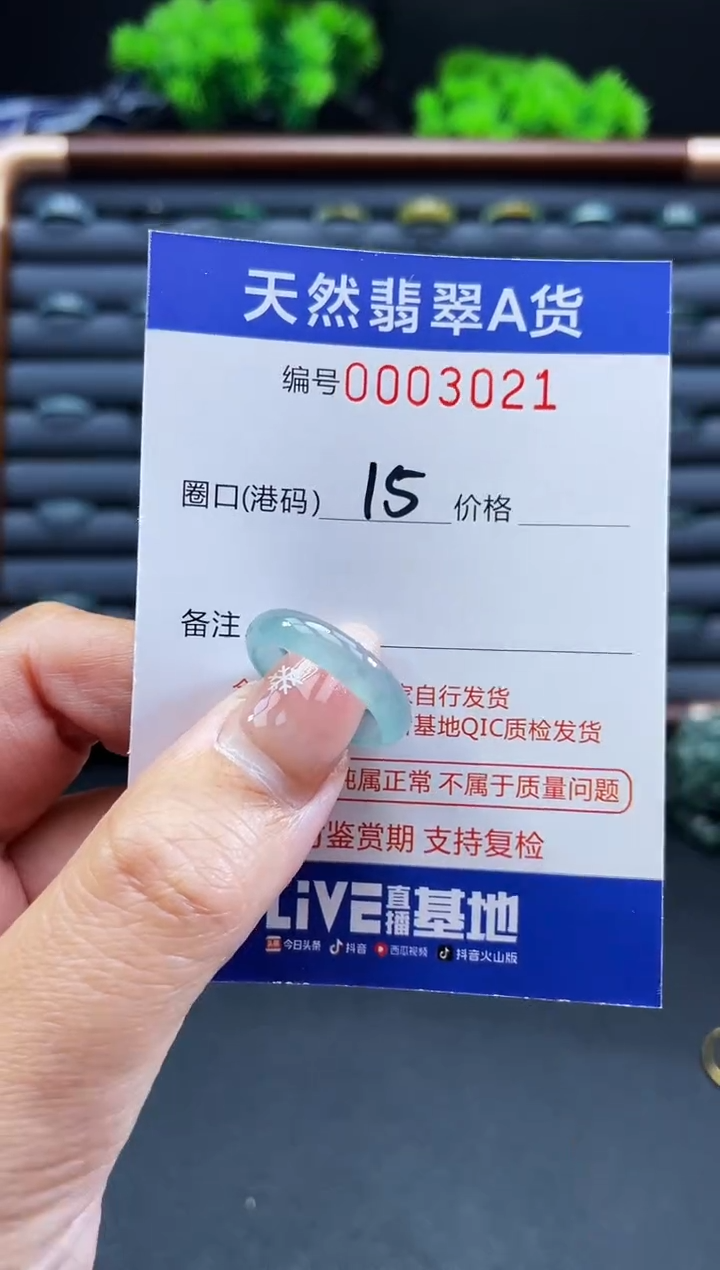 天然翡翠A货
编号0003021
圈口(港码) 15 价格
备注
家自行发货
基地QIC质检发货
属正常 不属于质量问题
鉴赏期 支持复检
LIVE直播基地
头条 今日头条 抖音 西瓜视频 抖音火山版